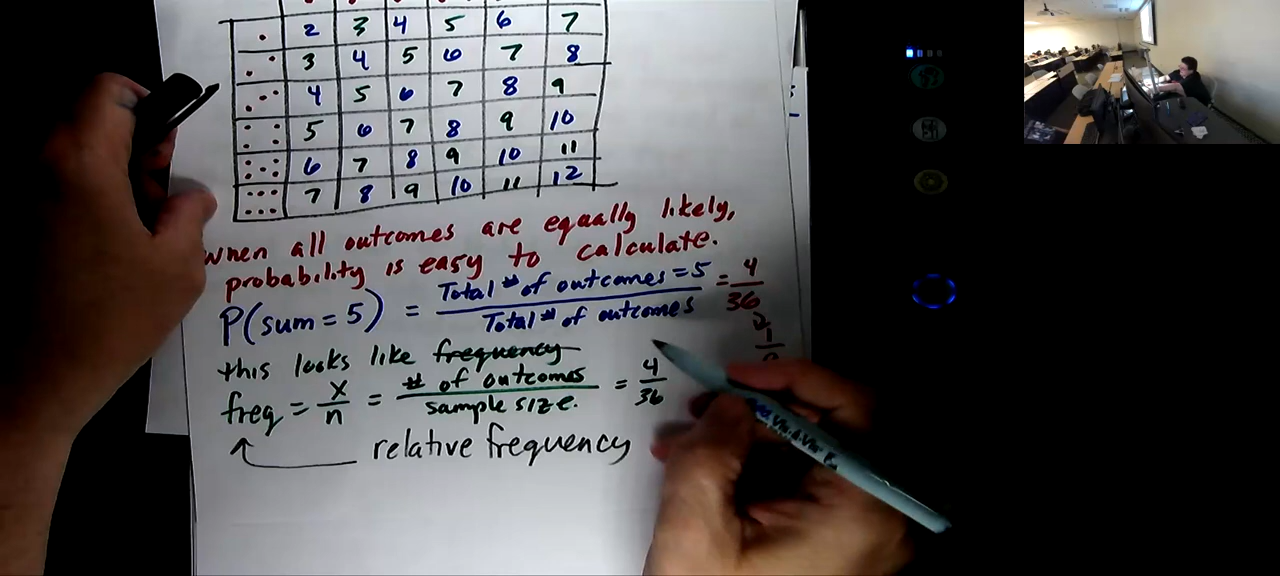 2 3 4 5 6 7
3 4 5 6 7 8
4 5 6 7 8 9
5 6 7 8 9 10
6 7 8 9 10 11
7 8 9 10 11 12
when all outcomes are equally likely,
probability is easy to calculate.
P(sum = 5) = Total # of outcomes = 5 / Total # of outcomes = 4/36
this looks like frequency
freq = x/n = # of outcomes / sample size. = 4/36
relative frequency